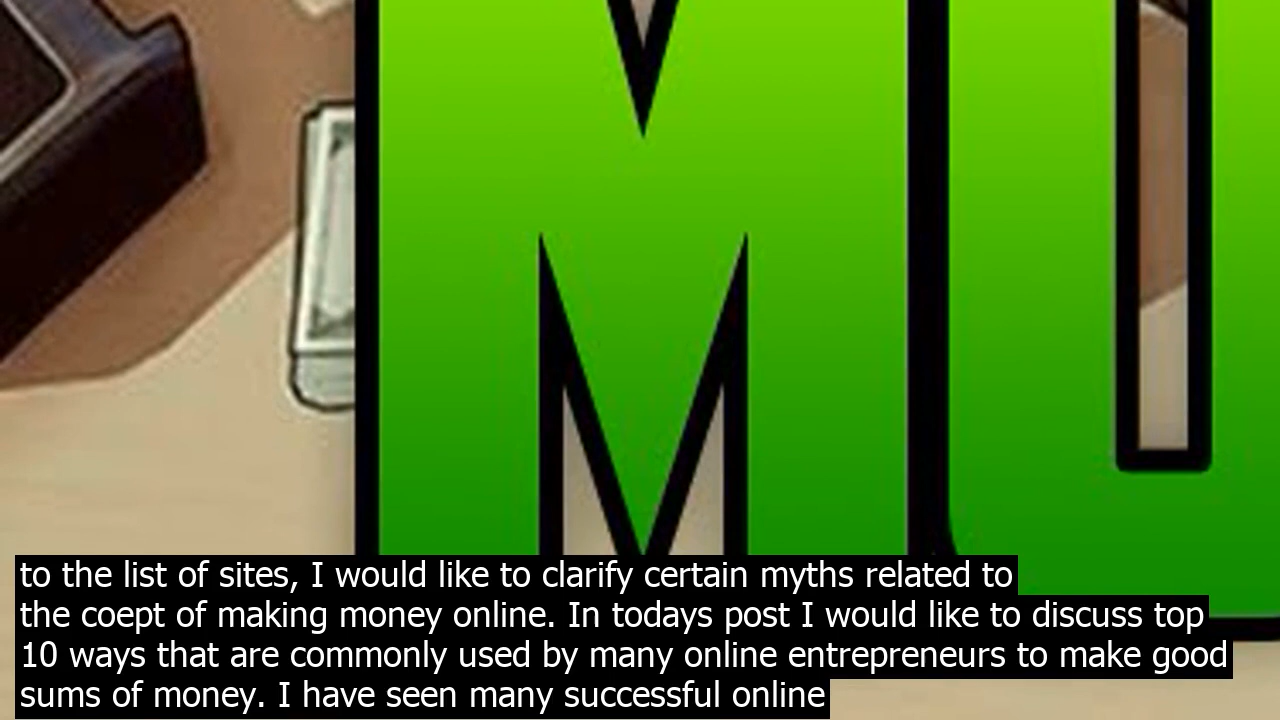 MO
to the list of sites, I would like to clarify certain myths related to
the coept of making money online. In todays post I would like to discuss top
10 ways that are commonly used by many online entrepreneurs to make good
sums of money. I have seen many successful online